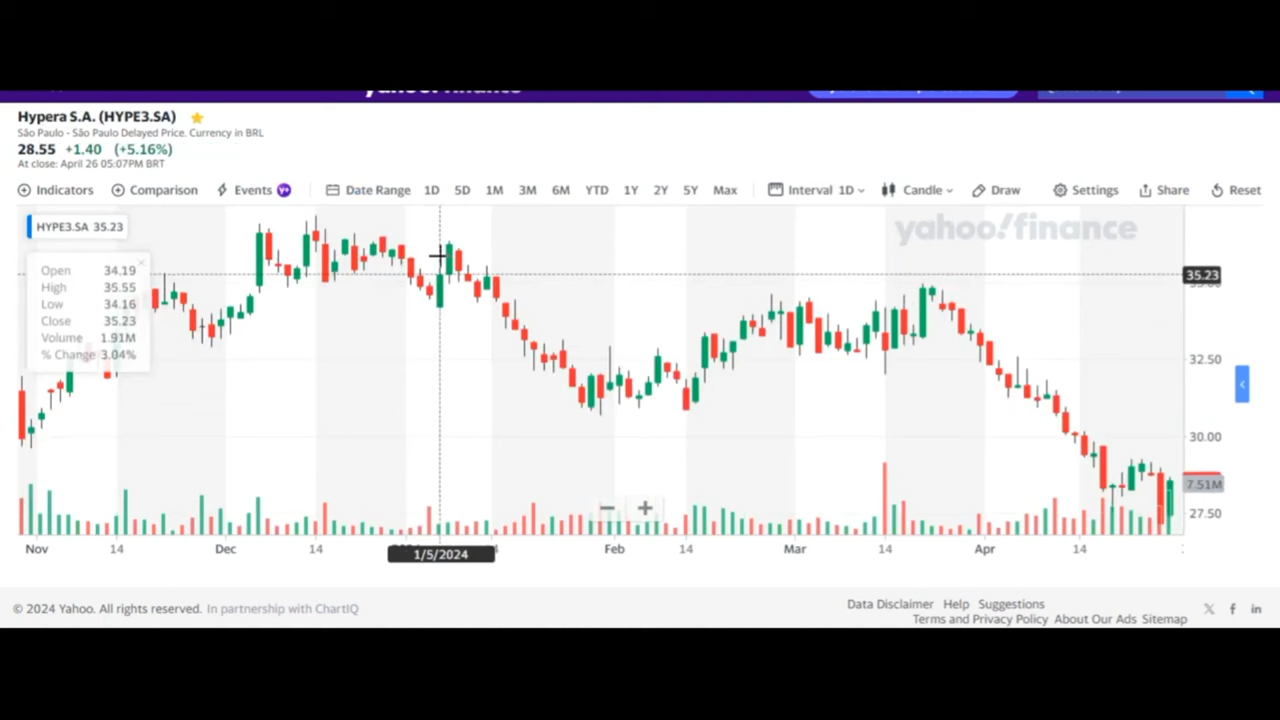 yahoo!finance
Hypera S.A. (HYPE3.SA)
São Paulo - São Paulo Delayed Price. Currency in BRL
28.55 +1.40 (+5.16%)
At close: April 26 05:07PM BRT
Indicators Comparison Events Y+ Date Range 1D 5D 1M 3M 6M YTD 1Y 2Y 5Y Max Interval 1D Candle Draw Settings Share Reset
HYPE3.SA 35.23
yahoo!finance
Open 34.19
High 35.55
Low 34.16
Close 35.23
Volume 1.91M
% Change 3.04%
35.23
32.50
30.00
7.51M
27.50
Nov 14 Dec 14 Feb 14 Mar 14 Apr 14
1/5/2024
© 2024 Yahoo. All rights reserved. In partnership with ChartIQ
Data Disclaimer Help Suggestions
Terms and Privacy Policy About Our Ads Sitemap